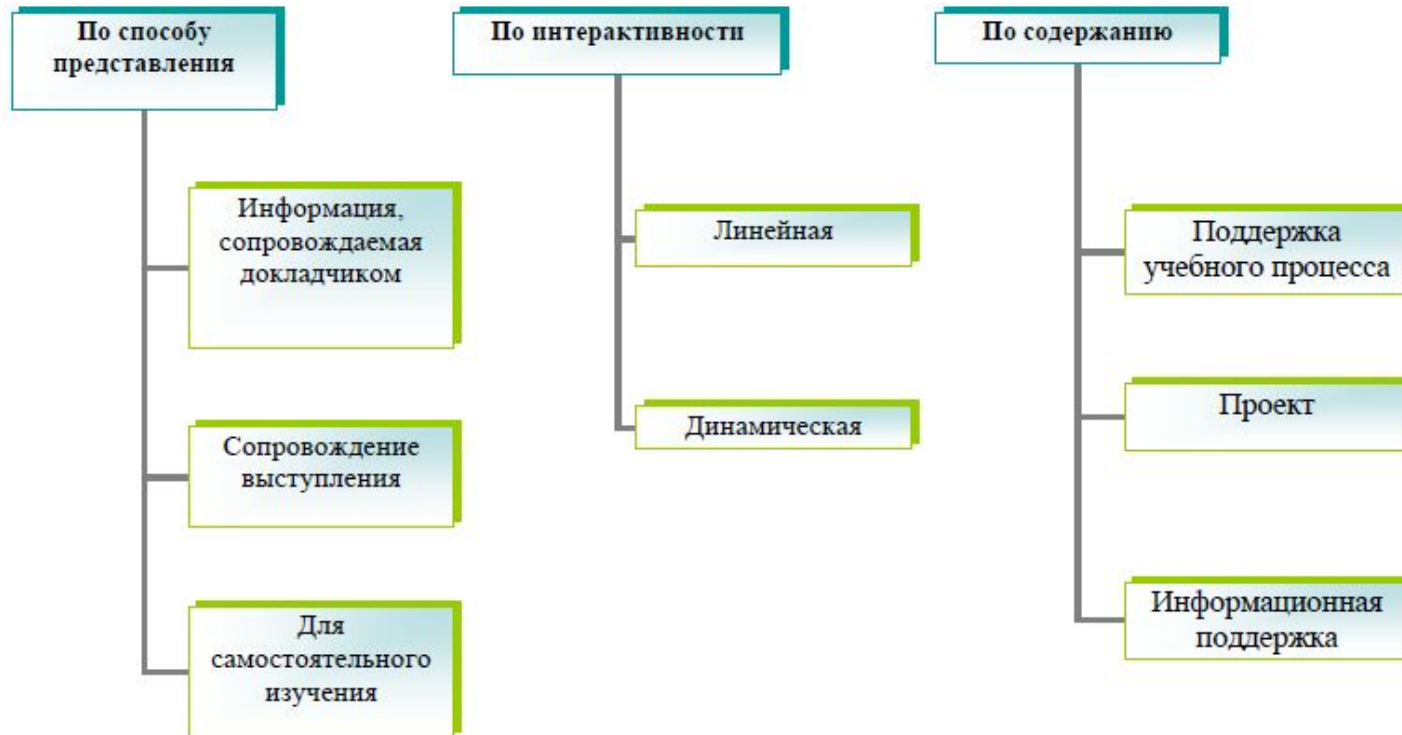 По способу
представления
Информация,
сопровождаемая
докладчиком
Сопровождение
выступления
Для
самостоятельного
изучения
По интерактивности
Линейная
Динамическая
По содержанию
Поддержка
учебного процесса
Проект
Информационная
поддержка